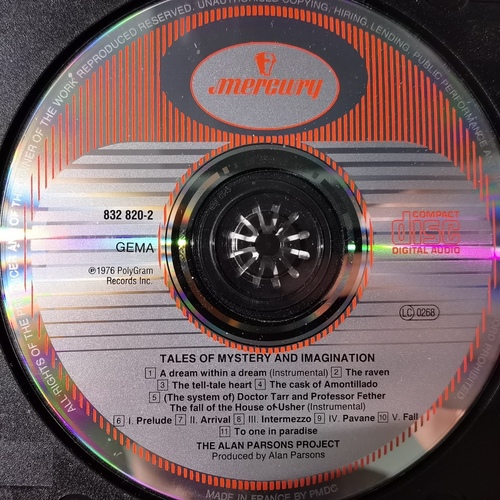 OWNER OF THE WORK REPRODUCED RESERVED. UNAUTHORISED COPYING, HIRING, LENDING, PUBLIC PERFORMANCE A
mercury
832 820-2
GEMA
℗1976 PolyGram
Records Inc.
COMPACT
disc
DIGITAL AUDIO
LC 0268
TALES OF MYSTERY AND IMAGINATION
1 A dream within a dream (Instrumental) 2 The raven
3 The tell-tale heart 4 The cask of Amontillado
5 (The system of) Doctor Tarr and Professor Fether
The fall of the House of Usher (Instrumental)
6 I. Prelude 7 II. Arrival 8 III. Intermezzo 9 IV. Pavane 10 V. Fall
11 To one in paradise
THE ALAN PARSONS PROJECT
Produced by Alan Parsons
MADE IN FRANCE BY PMDC
ALL RIGHTS OF THE